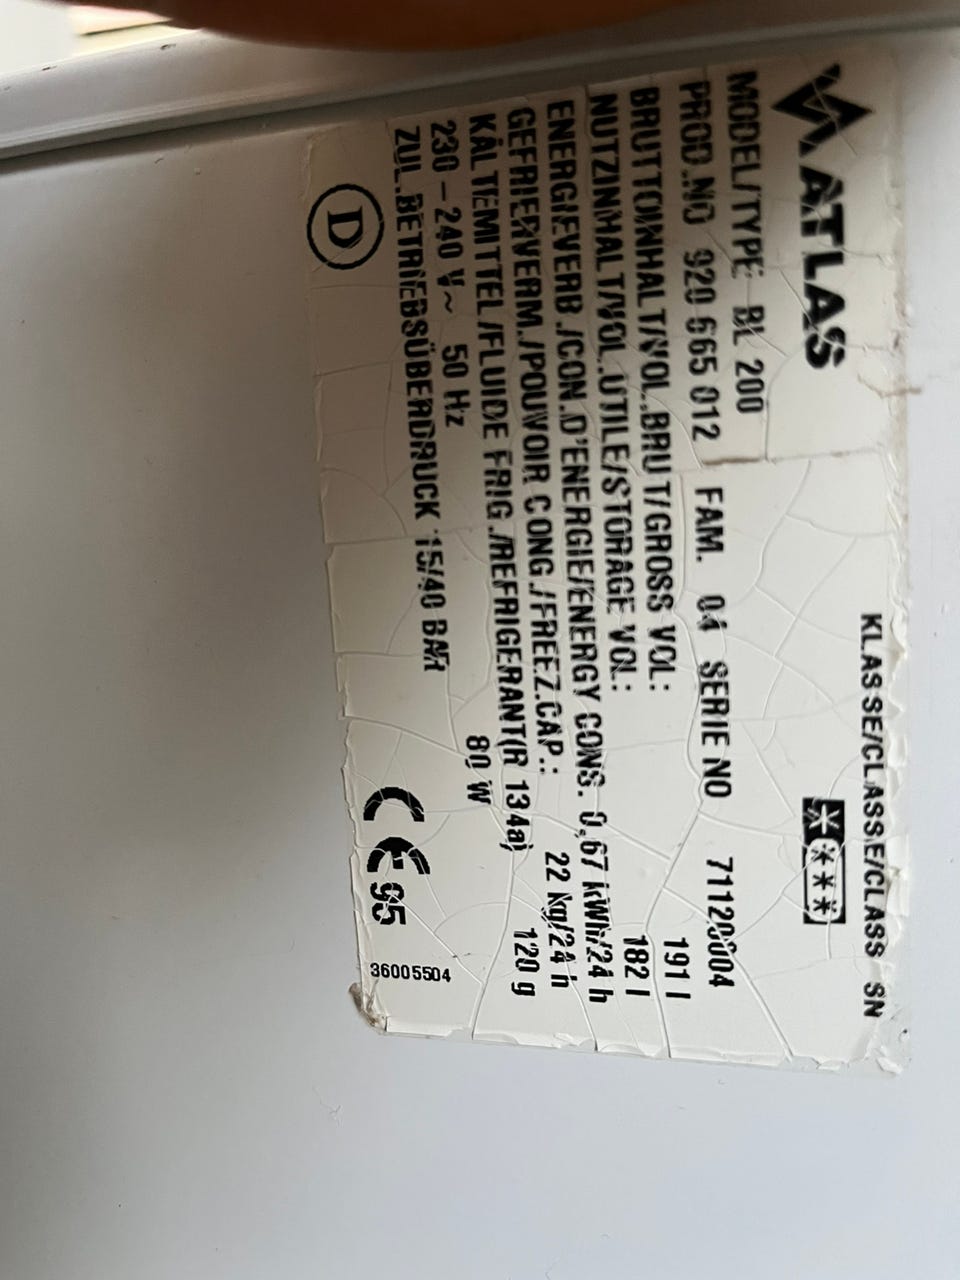 ATLAS
KLASSE/CLASSE/CLASS SN
MODEL/TYPE BL 200
PROD.NO 920 665 012 FAM. 04 SERIE NO 71120004
BRUTTOINHALT/VOL.BRUT/GROSS VOL: 191 l
NUTZINHALT/VOL.UTILE/STORAGE VOL: 182 l
ENERGIEVERB./CON.D'ENERGIE/ENERGY CONS. 0,67 kWh/24 h
GEFRIERVERM./POUVOIR CONG./FREEZ.CAP.: 22 Kg/24 h
KÄLTEMITTEL/FLUIDE FRIG./REFRIGERANT(R 134a) 120 g
230-240 V~ 50 Hz 80 W
ZUL.BETRIEBSÜBERDRUCK 15/40 BAR
D
CE 95
36005504